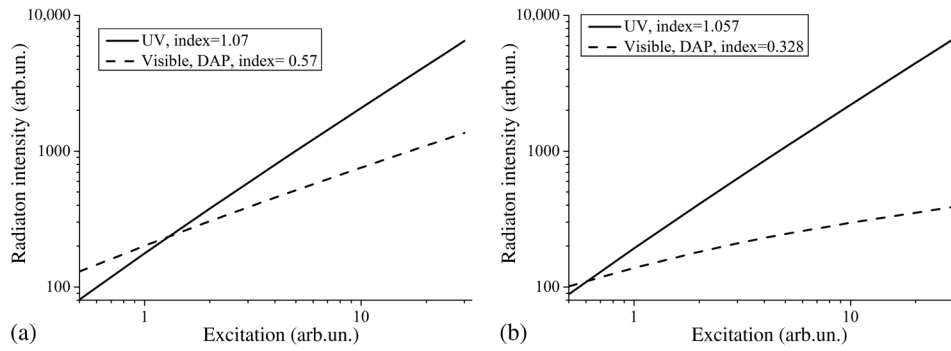 10,000
UV, index=1.07
Visible, DAP, index= 0.57
Radiaton intensity (arb.un.)
1000
100
1
10
(a)
Excitation (arb.un.)
10,000
UV, index=1.057
Visible, DAP, index=0.328
Radiaton intensity (arb.un.)
1000
100
1
10
(b)
Excitation (arb.un.)